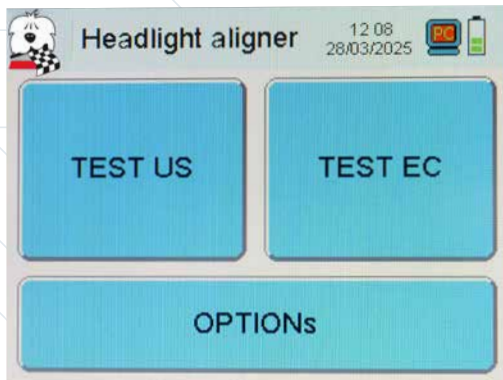 Headlight aligner
12 08
28/03/2025
PC
TEST US
TEST EC
OPTIONs